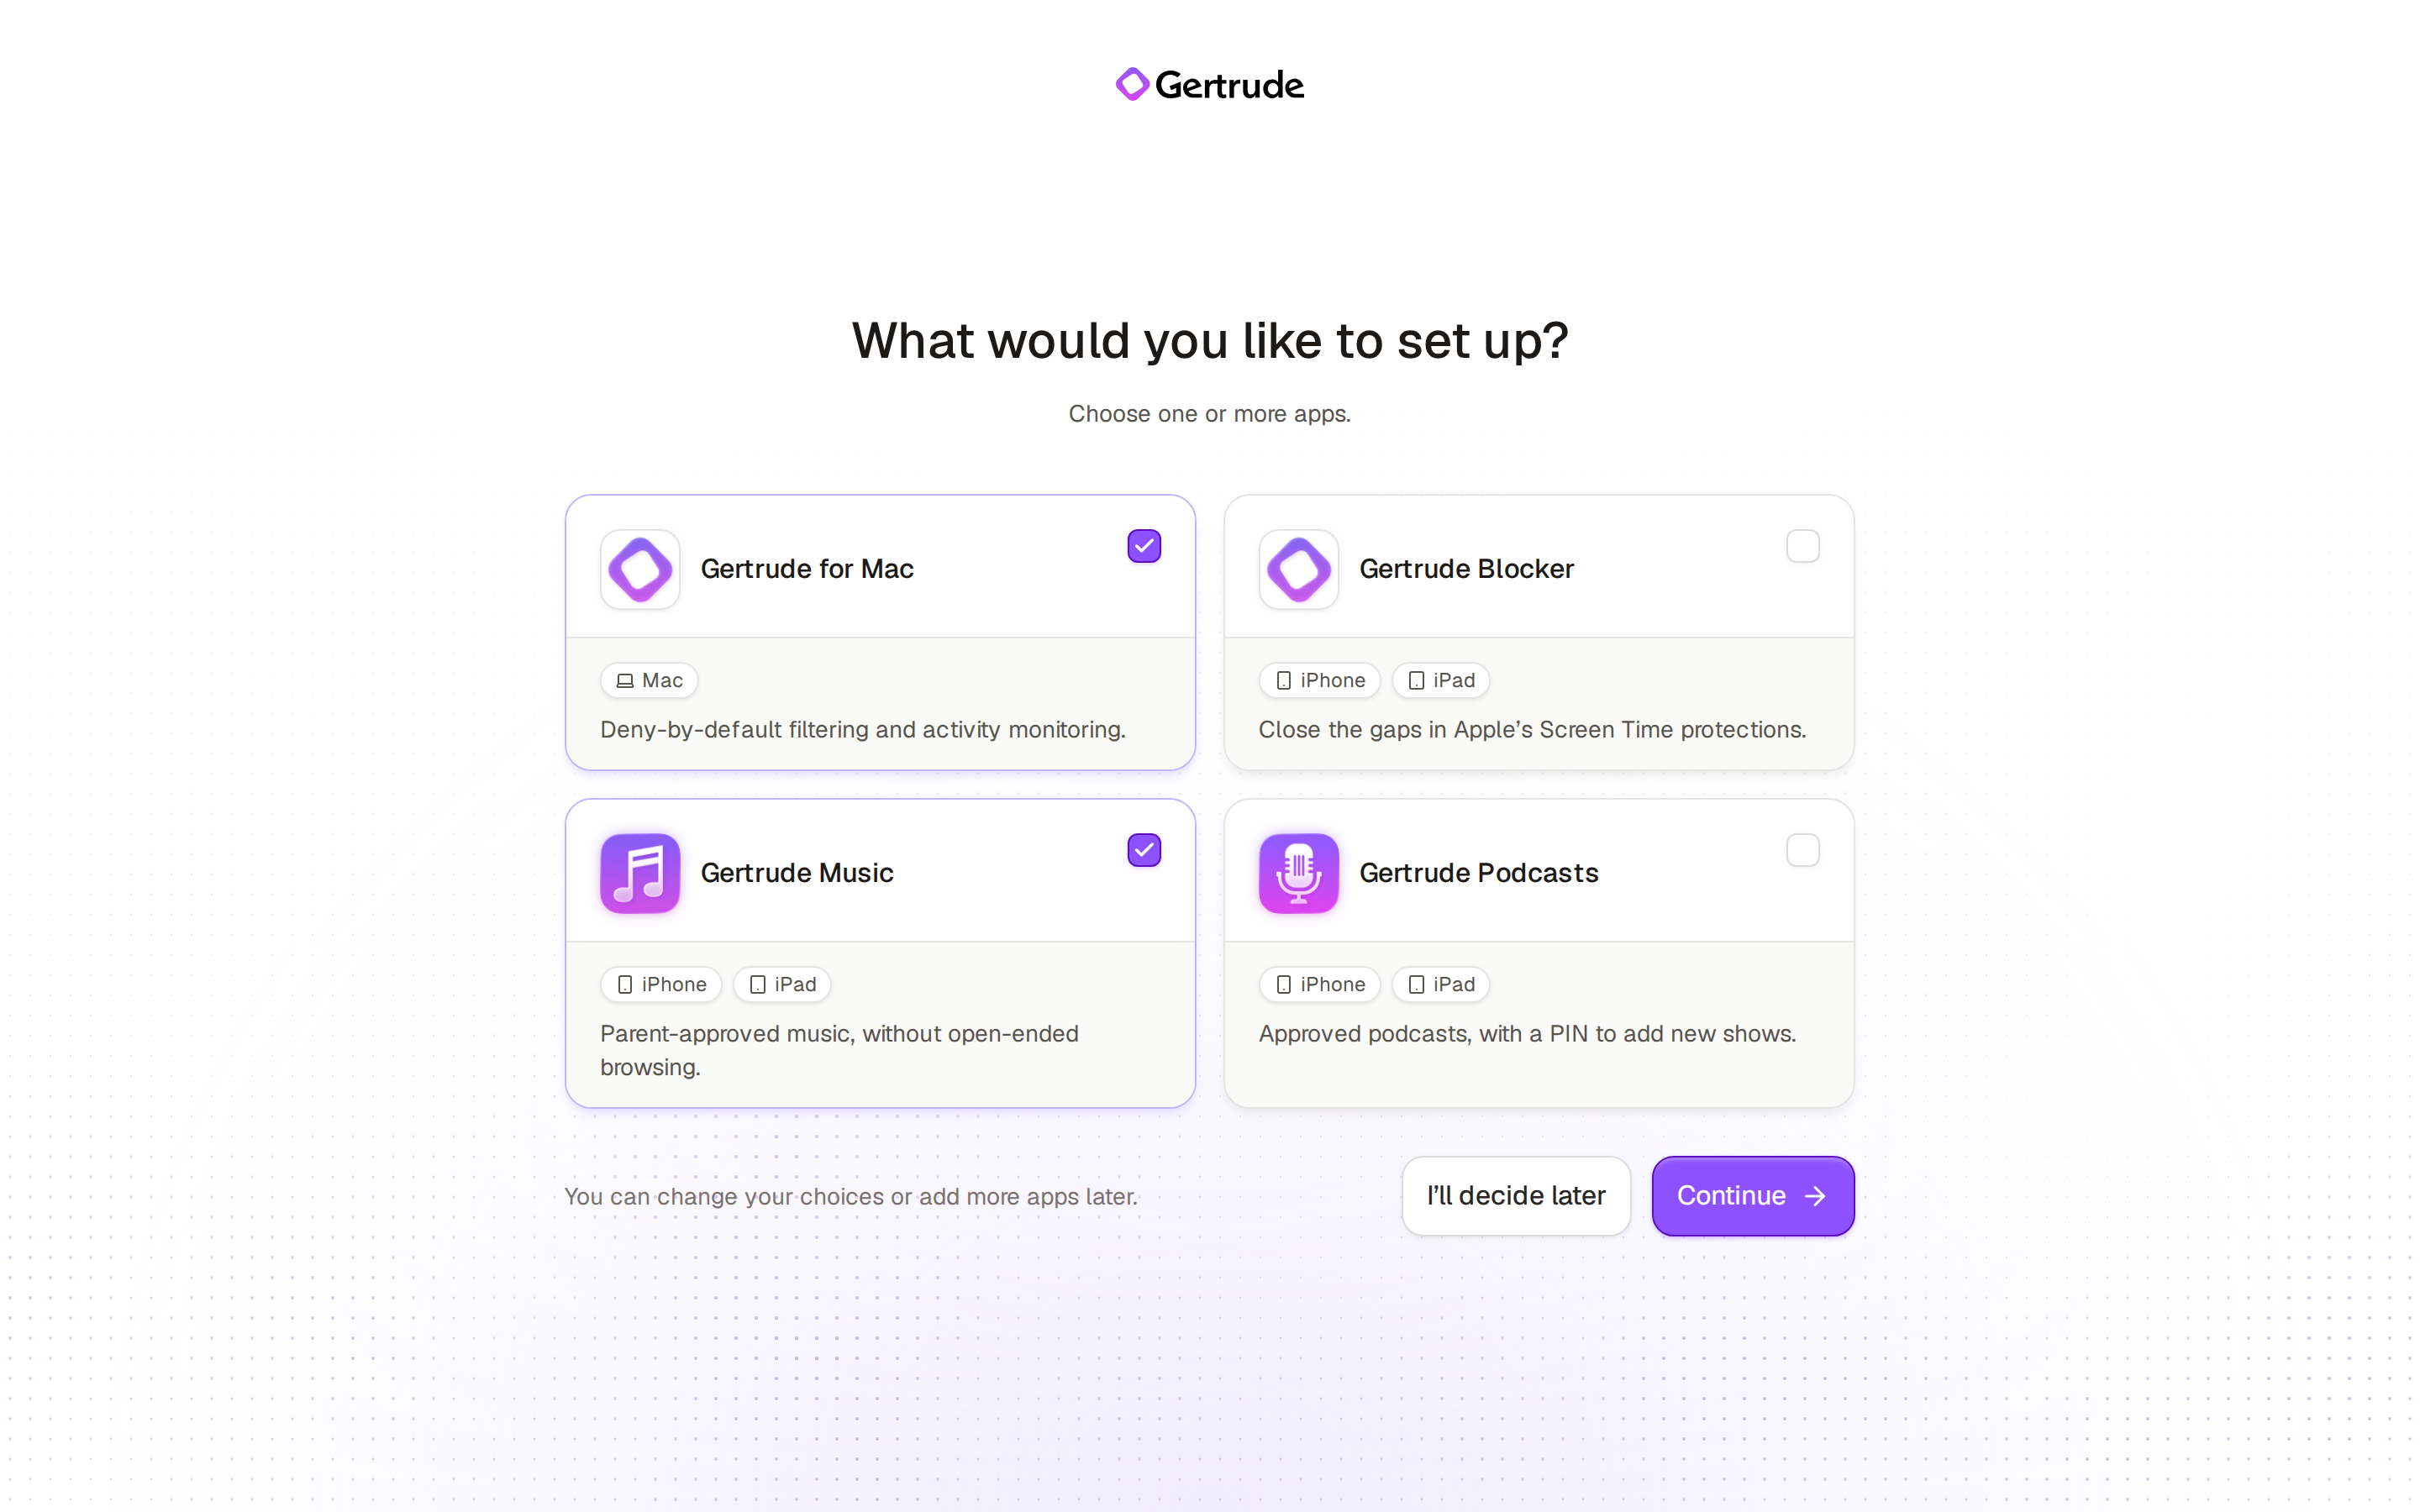 Gertrude
What would you like to set up?
Choose one or more apps.
Gertrude for Mac
Mac
Deny-by-default filtering and activity monitoring.
Gertrude Blocker
iPhone
iPad
Close the gaps in Apple’s Screen Time protections.
Gertrude Music
iPhone
iPad
Parent-approved music, without open-ended
browsing.
Gertrude Podcasts
iPhone
iPad
Approved podcasts, with a PIN to add new shows.
You can change your choices or add more apps later.
I’ll decide later
Continue